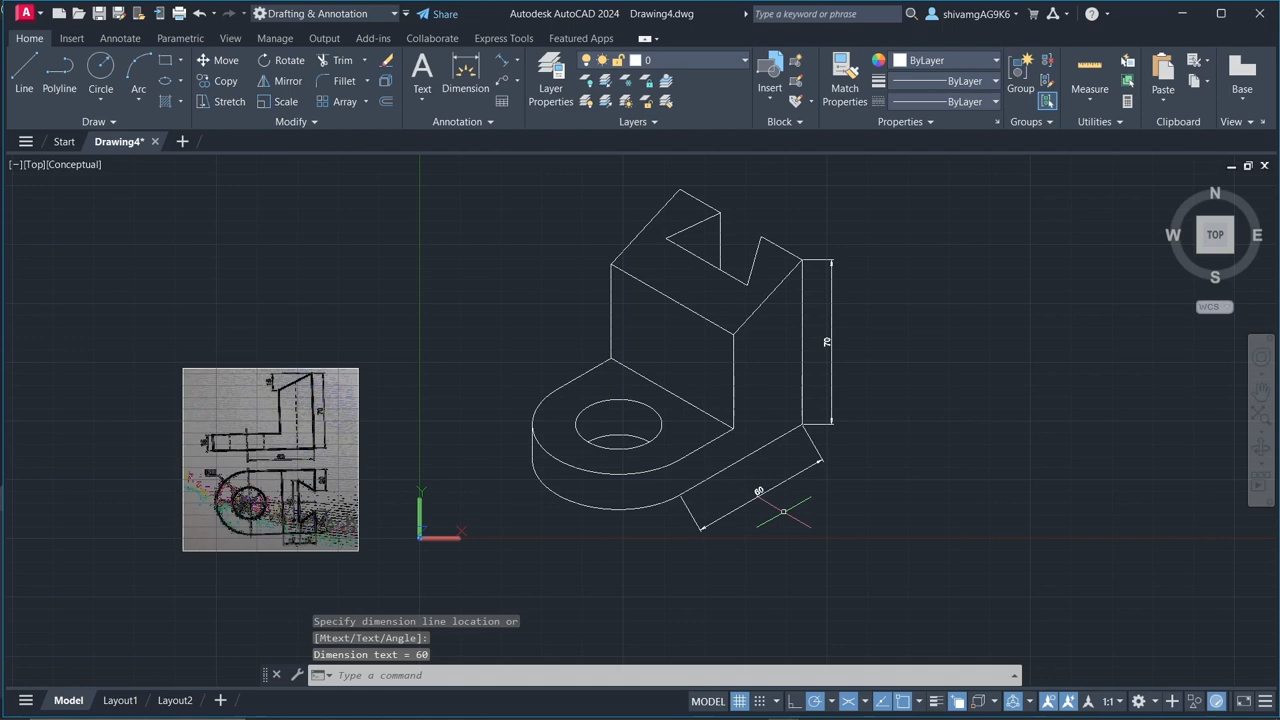 Drafting & Annotation
Share
Autodesk AutoCAD 2024 Drawing4.dwg
Type a keyword or phrase
shivamgAG9K6
Home Insert Annotate Parametric View Manage Output Add-ins Collaborate Express Tools Featured Apps
Line Polyline Circle Arc
Move Rotate Trim
Copy Mirror Fillet
Stretch Scale Array
Text Dimension
Layer Properties
0
Insert
Match Properties
ByLayer
ByLayer
ByLayer
Group
Measure
Paste
Base
Draw Modify Annotation Layers Block Properties Groups Utilities Clipboard View
Start Drawing4*
[−][Top][Conceptual]
N
W TOP E
S
WCS
70
60
Y
X
Specify dimension line location or
[Mtext/Text/Angle]:
Dimension text = 60
Type a command
Model Layout1 Layout2
MODEL
1:1